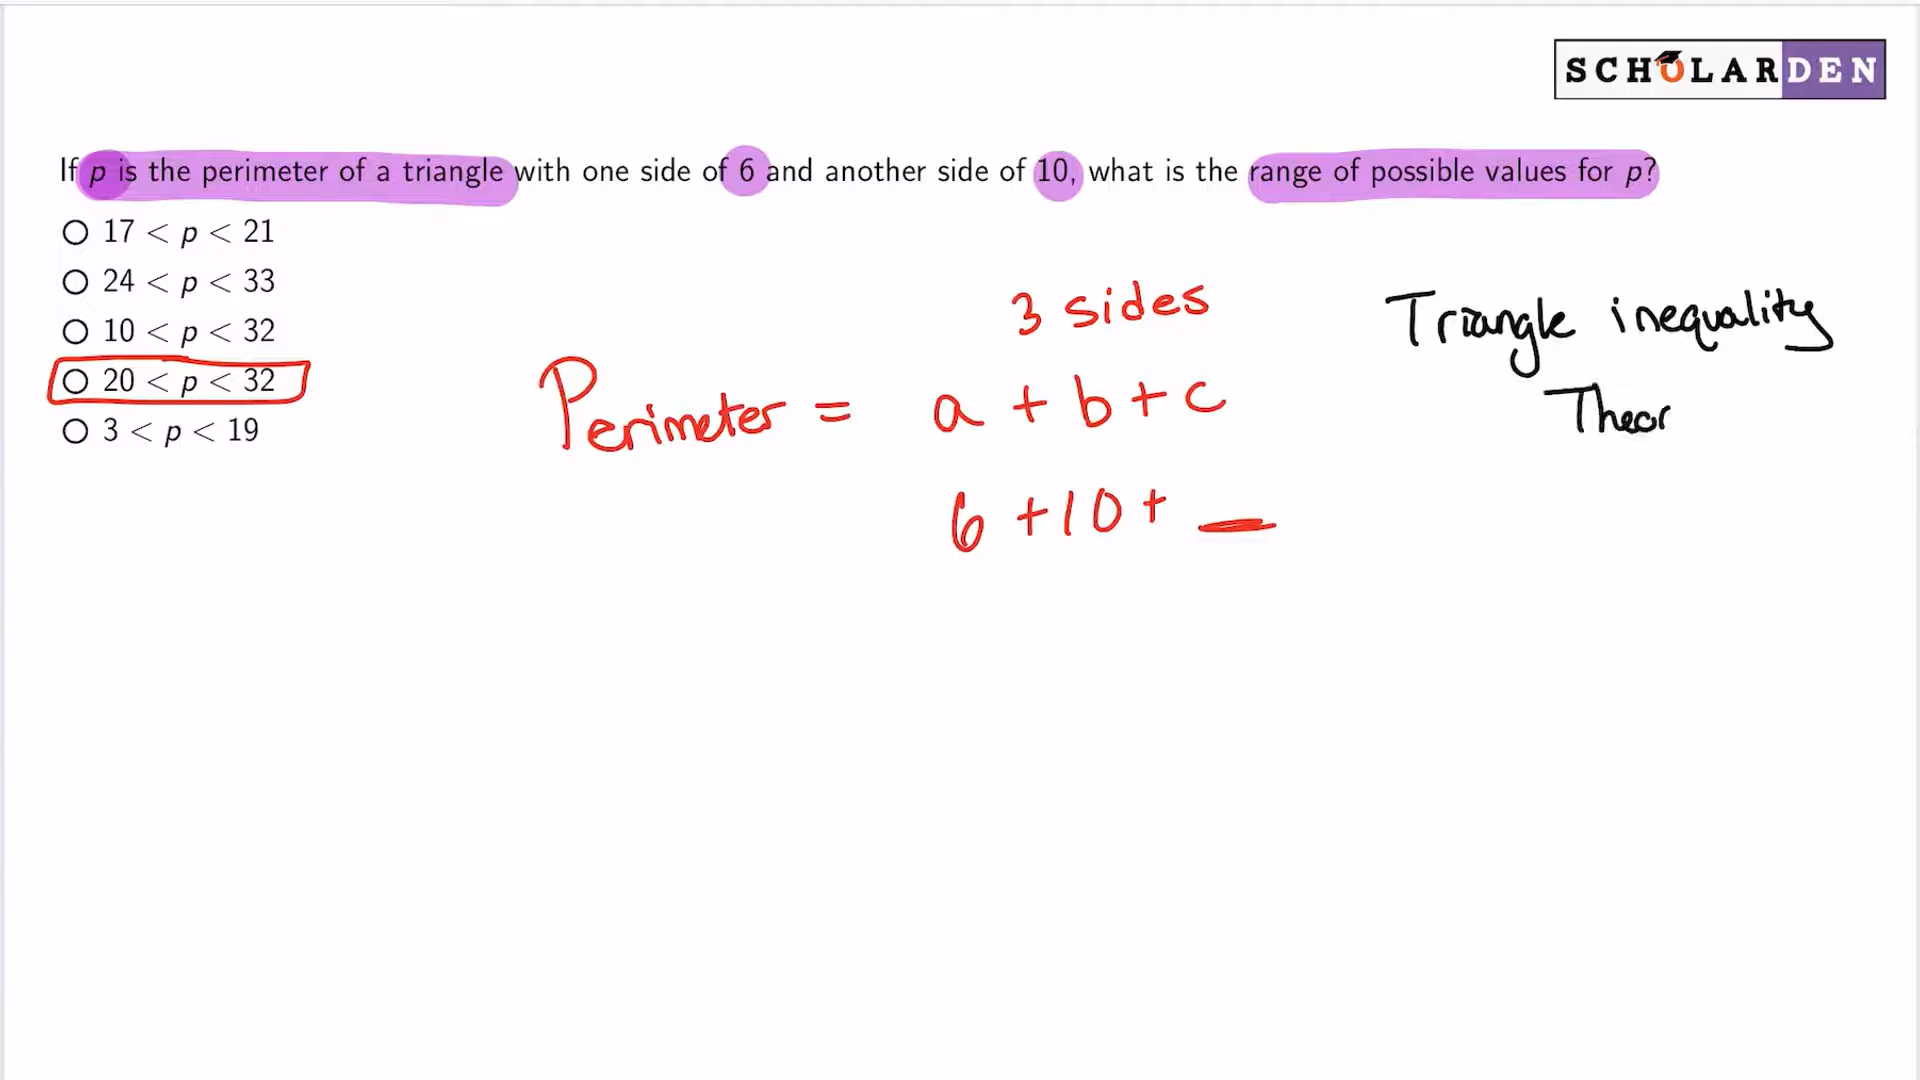 SCHOLARDEN
If p is the perimeter of a triangle with one side of 6 and another side of 10, what is the range of possible values for p?
17 < p < 21
24 < p < 33
10 < p < 32
20 < p < 32
3 < p < 19
3 sides
Perimeter = a + b + c
6 + 10 + _
Triangle inequality
Theor